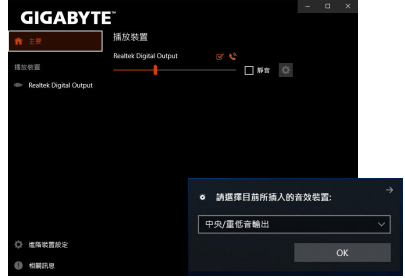 GIGABYTE™
主要
播放裝置
Realtek Digital Output
播放裝置
Realtek Digital Output
靜音
進階裝置設定
相關訊息
請選擇目前所插入的音效裝置:
中央/重低音輸出
OK